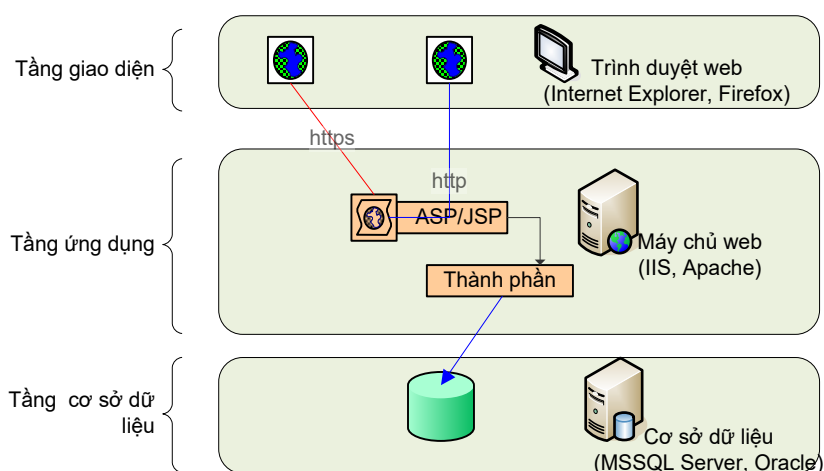 Tầng giao diện
Trình duyệt web
(Internet Explorer, Firefox)
https
http
ASP/JSP
Tầng ứng dụng
Máy chủ web
(IIS, Apache)
Thành phần
Tầng cơ sở dữ
liệu
Cơ sở dữ liệu
(MSSQL Server, Oracle)